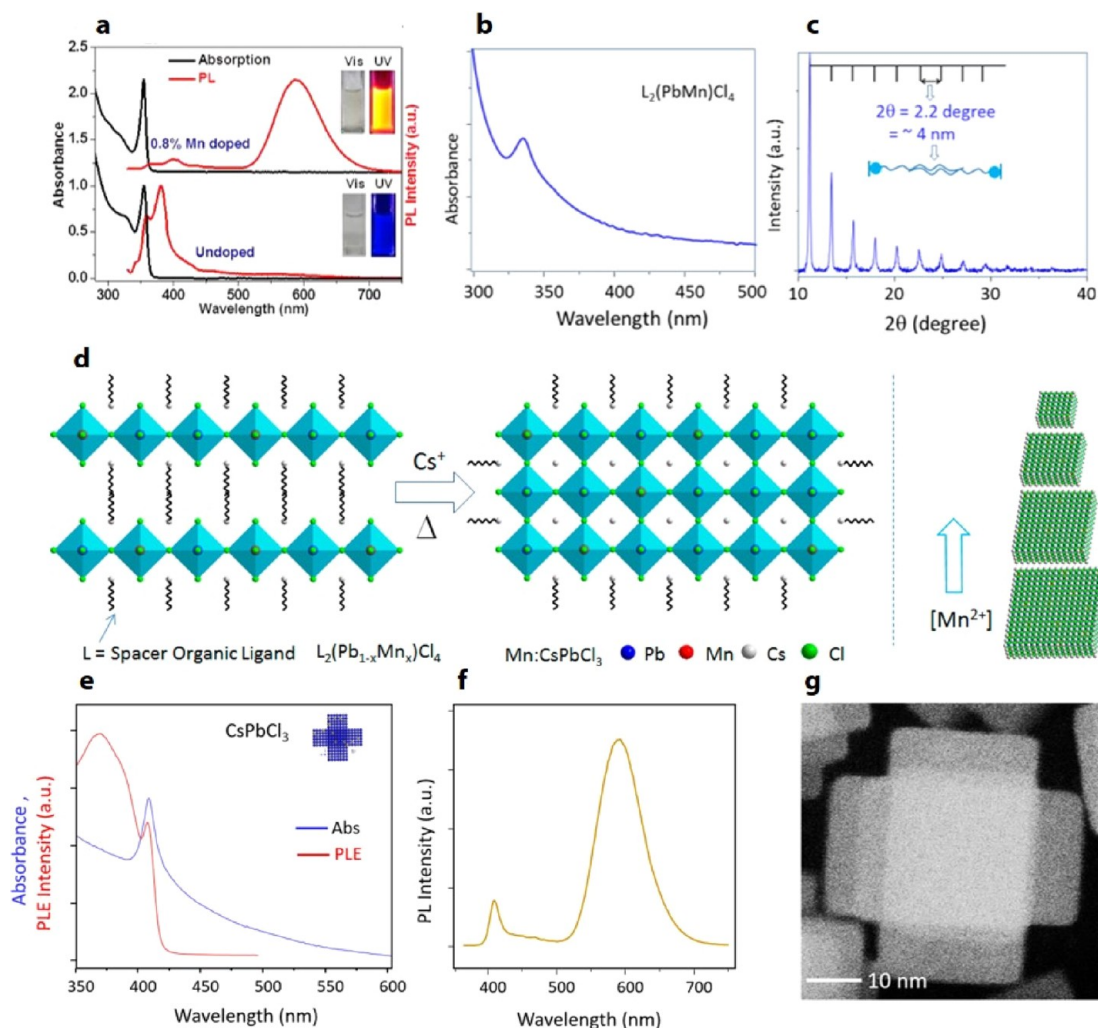 a
2.5
2.0
1.5
1.0
0.5
0.0
Absorbance
PL Intensity (a.u.)
Absorption
PL
Vis UV
0.8% Mn doped
Vis UV
Undoped
300 400 500 600 700
Wavelength (nm)
b
L2(PbMn)Cl4
Absorbance
300 350 400 450 500
Wavelength (nm)
c
2θ = 2.2 degree
= ~ 4 nm
Intensity (a.u.)
10 20 30 40
2θ (degree)
d
Cs+
Δ
[Mn2+]
L = Spacer Organic Ligand L2(Pb1-xMnx)Cl4 Mn:CsPbCl3 Pb Mn Cs Cl
e
CsPbCl3
Abs
PLE
Absorbance ,
PLE Intensity (a.u.)
350 400 450 500 550 600
Wavelength (nm)
f
PL Intensity (a.u.)
400 500 600 700
Wavelength (nm)
g
10 nm